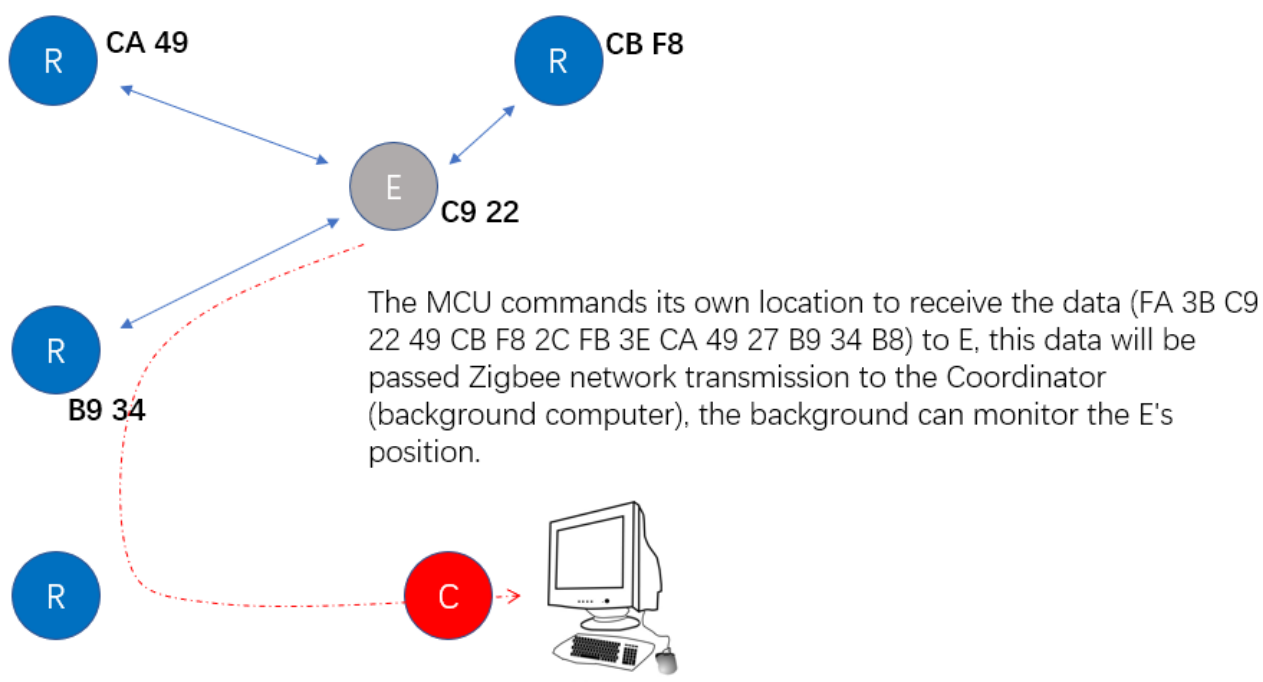 R CA 49
R CB F8
E
C9 22
The MCU commands its own location to receive the data (FA 3B C9
22 49 CB F8 2C FB 3E CA 49 27 B9 34 B8) to E, this data will be
passed Zigbee network transmission to the Coordinator
(background computer), the background can monitor the E's
position.
R
B9 34
R
C